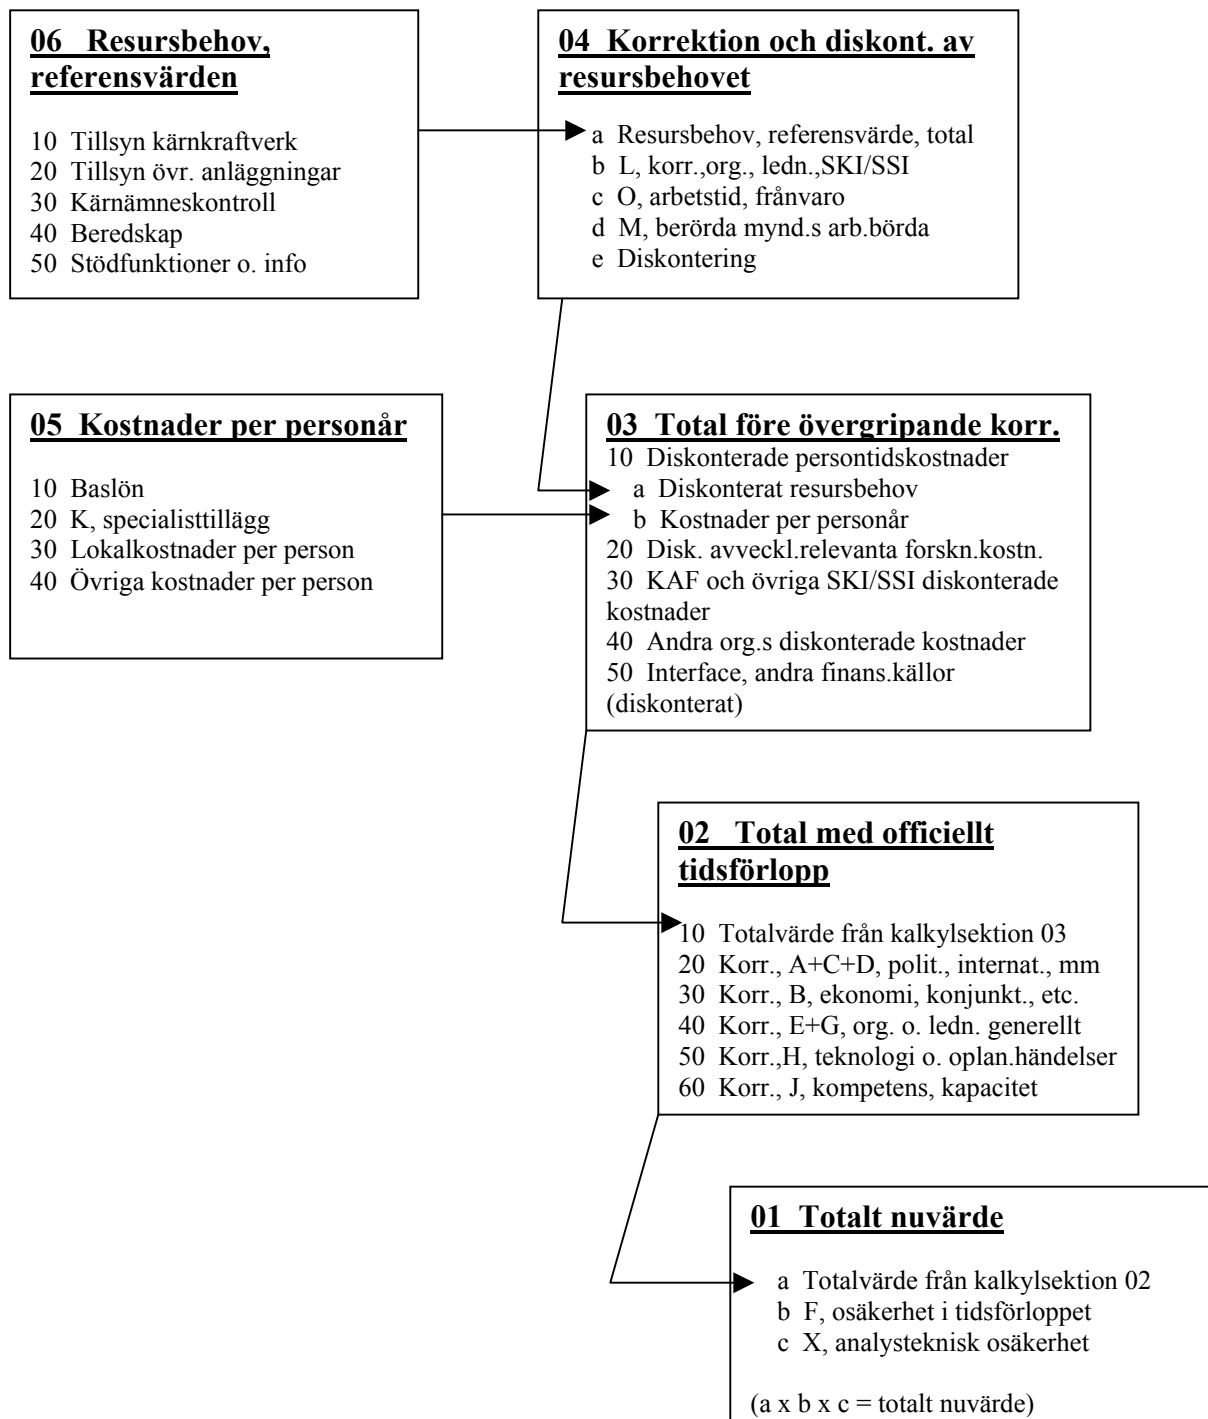 06 Resursbehov,
referensvärden
10 Tillsyn kärnkraftverk
20 Tillsyn övr. anläggningar
30 Kärnämneskontroll
40 Beredskap
50 Stödfunktioner o. info
04 Korrektion och diskont. av
resursbehovet
a Resursbehov, referensvärde, total
b L, korr.,org., ledn.,SKI/SSI
c O, arbetstid, frånvaro
d M, berörda mynd.s arb.börda
e Diskontering
05 Kostnader per personår
10 Baslön
20 K, specialisttillägg
30 Lokalkostnader per person
40 Övriga kostnader per person
03 Total före övergripande korr.
10 Diskonterade persontidskostnader
a Diskonterat resursbehov
b Kostnader per personår
20 Disk. avveckl.relevanta forskn.kostn.
30 KAF och övriga SKI/SSI diskonterade
kostnader
40 Andra org.s diskonterade kostnader
50 Interface, andra finans.källor
(diskonterat)
02 Total med officiellt
tidsförlopp
10 Totalvärde från kalkylsektion 03
20 Korr., A+C+D, polit., internat., mm
30 Korr., B, ekonomi, konjunkt., etc.
40 Korr., E+G, org. o. ledn. generellt
50 Korr.,H, teknologi o. oplan.händelser
60 Korr., J, kompetens, kapacitet
01 Totalt nuvärde
a Totalvärde från kalkylsektion 02
b F, osäkerhet i tidsförloppet
c X, analysteknisk osäkerhet
(a x b x c = totalt nuvärde)